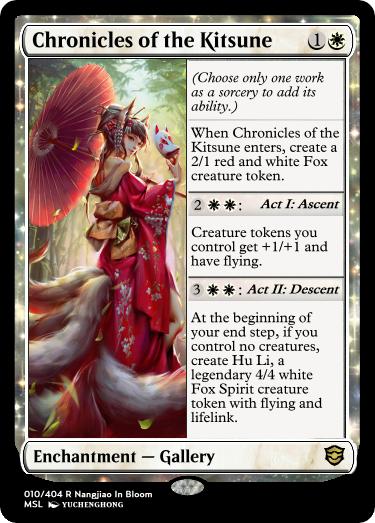 Chronicles of the Kitsune 1
(Choose only one work
as a sorcery to add its
ability.)
When Chronicles of the
Kitsune enters, create a
2/1 red and white Fox
creature token.
2 : Act I: Ascent
Creature tokens you
control get +1/+1 and
have flying.
3 : Act II: Descent
At the beginning of
your end step, if you
control no creatures,
create Hu Li, a
legendary 4/4 white
Fox Spirit creature
token with flying and
lifelink.
Enchantment — Gallery
010/404 R Nangjiao In Bloom
MSL YUCHENGHONG